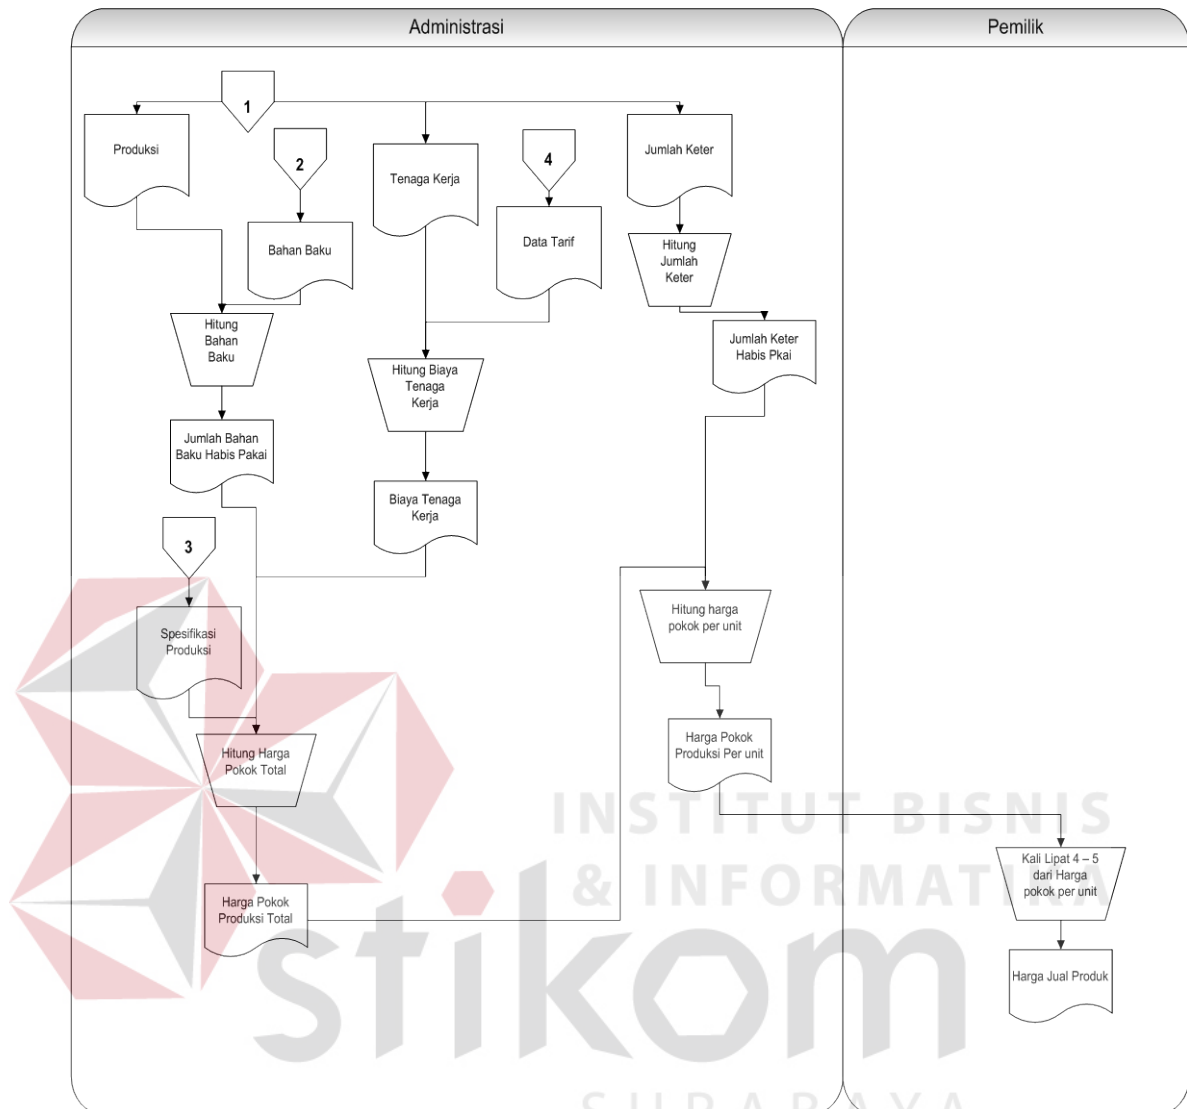 Administrasi
Pemilik
1
Produksi
2
Tenaga Kerja
4
Jumlah Keter
Bahan Baku
Data Tarif
Hitung
Jumlah
Keter
Hitung
Bahan
Baku
Jumlah Keter
Habis Pkai
Hitung Biaya
Tenaga
Kerja
Jumlah Bahan
Baku Habis Pakai
Biaya Tenaga
Kerja
3
Spesifikasi
Produksi
Hitung harga
pokok per unit
Hitung Harga
Pokok Total
Harga Pokok
Produksi Per unit
Kali Lipat 4 – 5
dari Harga
pokok per unit
Harga Pokok
Produksi Total
Harga Jual Produk
INSTITUT BISNIS
& INFORMATIKA
stikom
SURABAYA